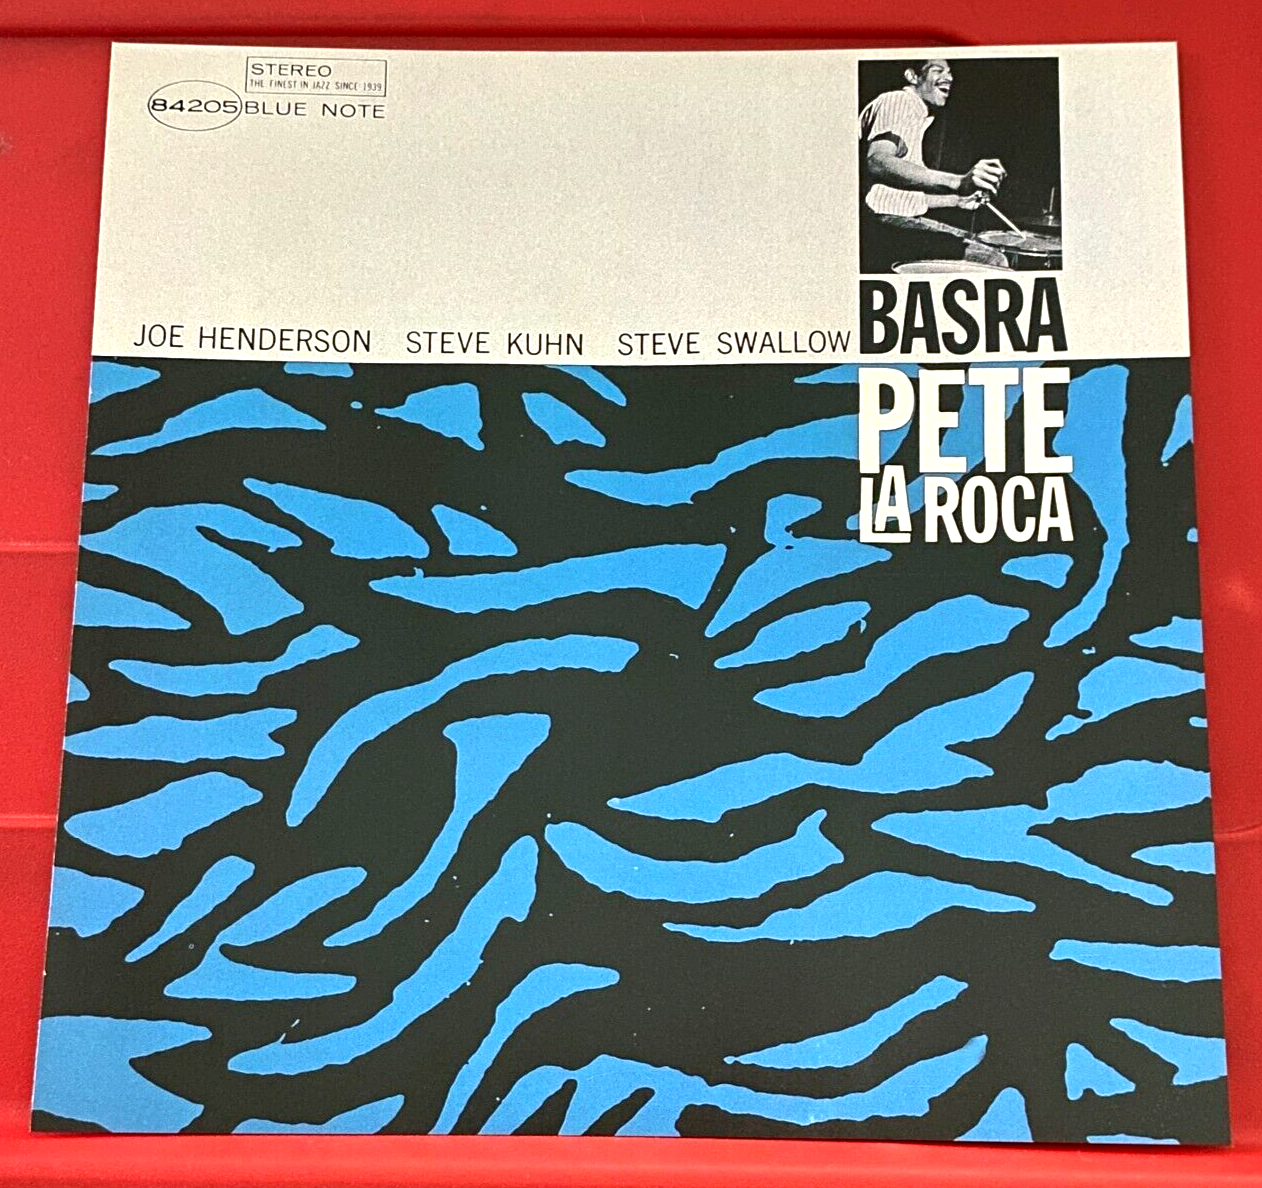 STEREO
THE FINEST IN JAZZ SINCE 1939
84205 BLUE NOTE
JOE HENDERSON STEVE KUHN STEVE SWALLOW
BASRA
PETE
LA ROCA